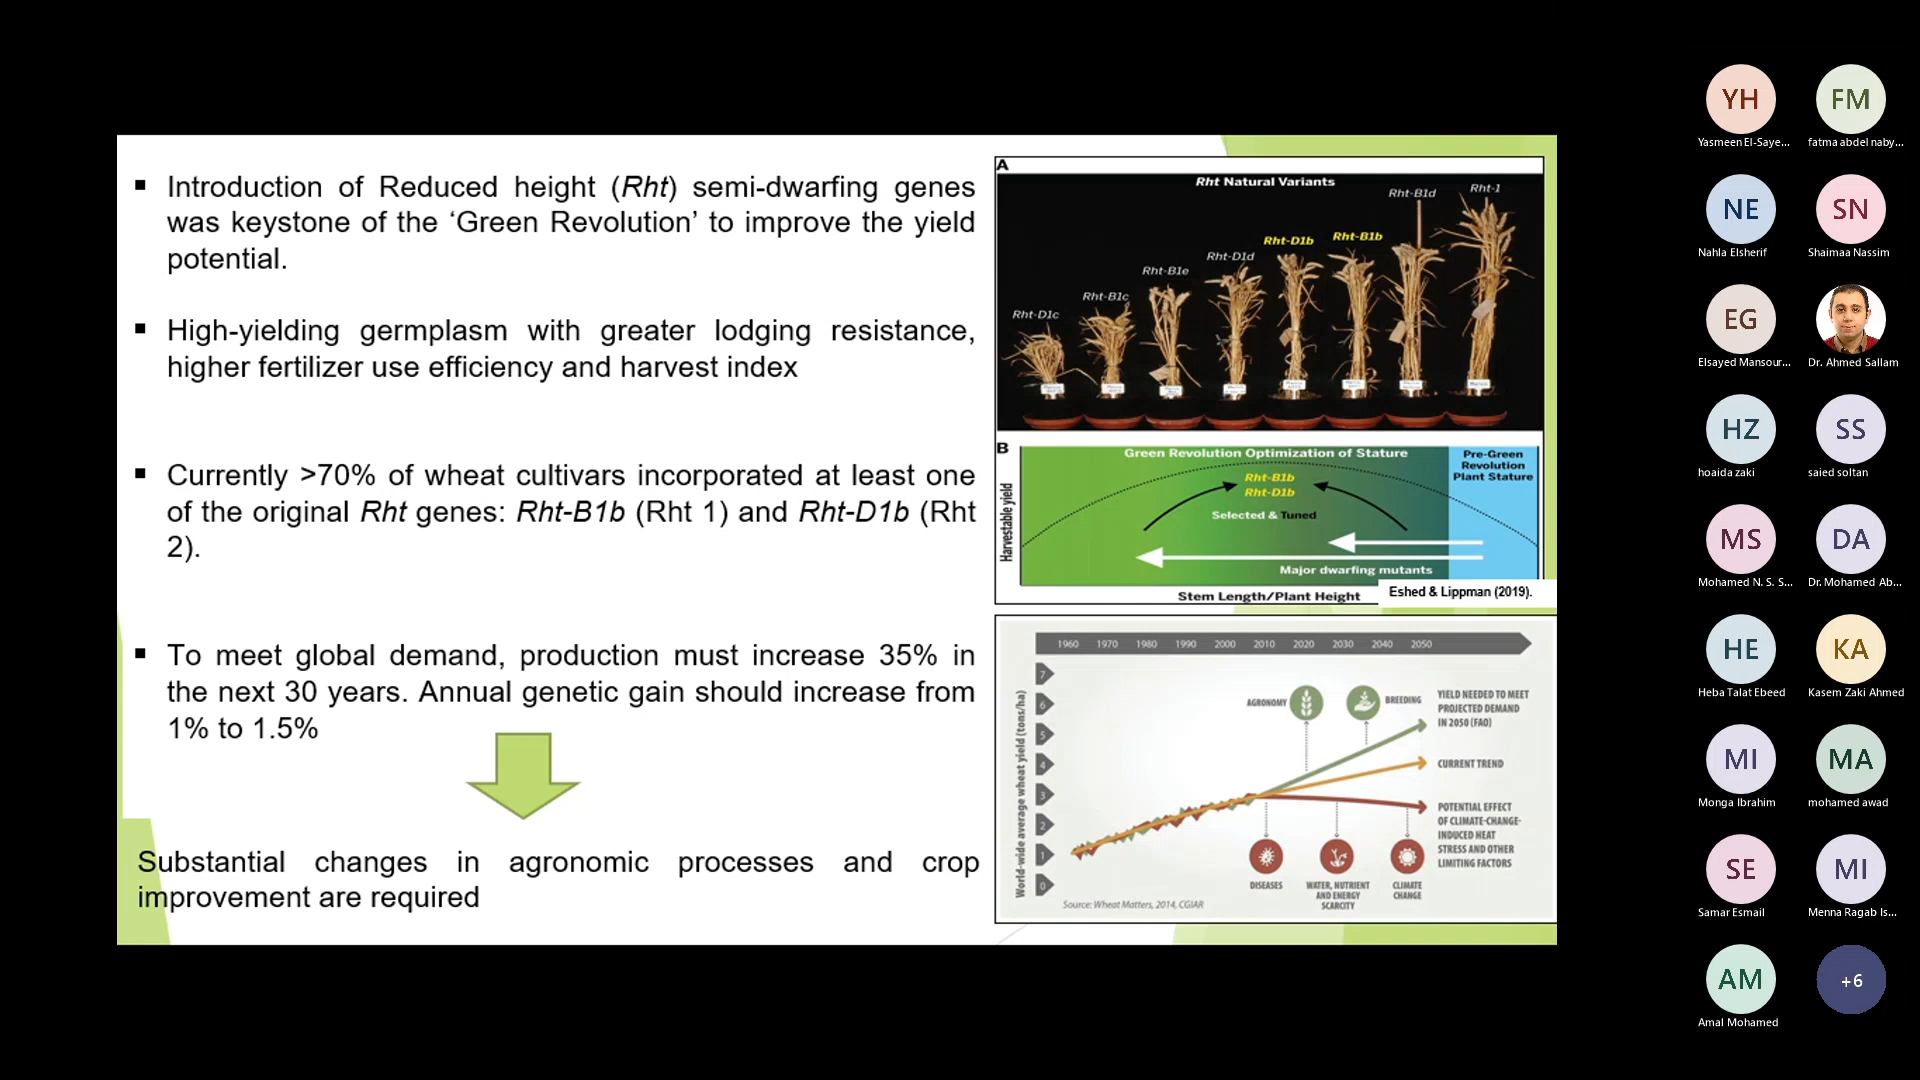 ▪ Introduction of Reduced height (Rht) semi-dwarfing genes
was keystone of the ‘Green Revolution’ to improve the yield
potential.
▪ High-yielding germplasm with greater lodging resistance,
higher fertilizer use efficiency and harvest index
▪ Currently >70% of wheat cultivars incorporated at least one
of the original Rht genes: Rht-B1b (Rht 1) and Rht-D1b (Rht
2).
▪ To meet global demand, production must increase 35% in
the next 30 years. Annual genetic gain should increase from
1% to 1.5%
Substantial changes in agronomic processes and crop
improvement are required
A
Rht Natural Variants
Rht-D1c
Rht-B1c
Rht-B1e
Rht-D1d
Rht-D1b
Rht-B1b
Rht-B1d
Rht-1
B
Green Revolution Optimization of Stature
Pre-Green
Revolution
Plant Stature
Rht-B1b
Rht-D1b
Selected & Tuned
Major dwarfing mutants
Harvestable yield
Stem Length/Plant Height
Eshed & Lippman (2019).
1960 1970 1980 1990 2000 2010 2020 2030 2040 2050
World-wide average wheat yield (tons/ha)
7
6
5
4
3
2
1
0
AGRONOMY
BREEDING
YIELD NEEDED TO MEET
PROJECTED DEMAND
IN 2050 (FAO)
CURRENT TREND
POTENTIAL EFFECT
OF CLIMATE-CHANGE-
INDUCED HEAT
STRESS AND OTHER
LIMITING FACTORS
DISEASES
WATER, NUTRIENT
AND ENERGY
SCARCITY
CLIMATE
CHANGE
Source: Wheat Matters, 2014, CGIAR
YH
Yasmeen El-Saye...
FM
fatma abdel naby...
NE
Nahla Elsherif
SN
Shaimaa Nassim
EG
Elsayed Mansour...
Dr. Ahmed Sallam
HZ
hoaida zaki
SS
saied soltan
MS
Mohamed N. S. S...
DA
Dr. Mohamed Ab...
HE
Heba Talat Ebeed
KA
Kasem Zaki Ahmed
MI
Monga Ibrahim
MA
mohamed awad
SE
Samar Esmail
MI
Menna Ragab Is...
AM
Amal Mohamed
+6